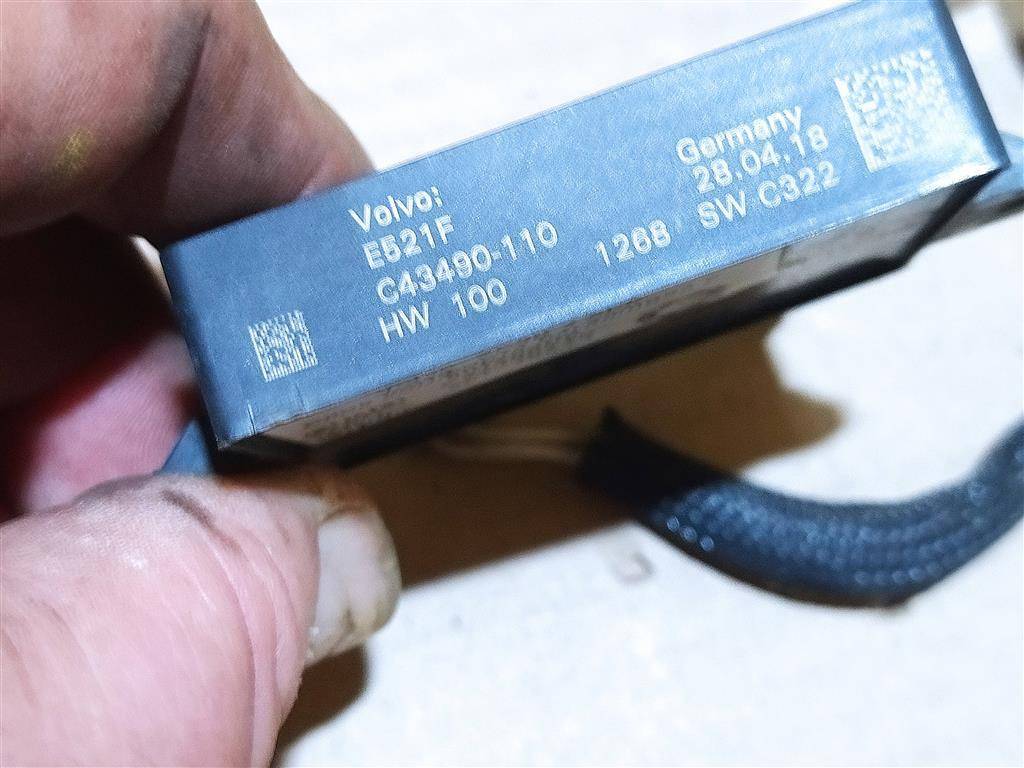 Volvo:
E521F
C43490-110
HW 100
1268
Germany
28.04.18
SW C322